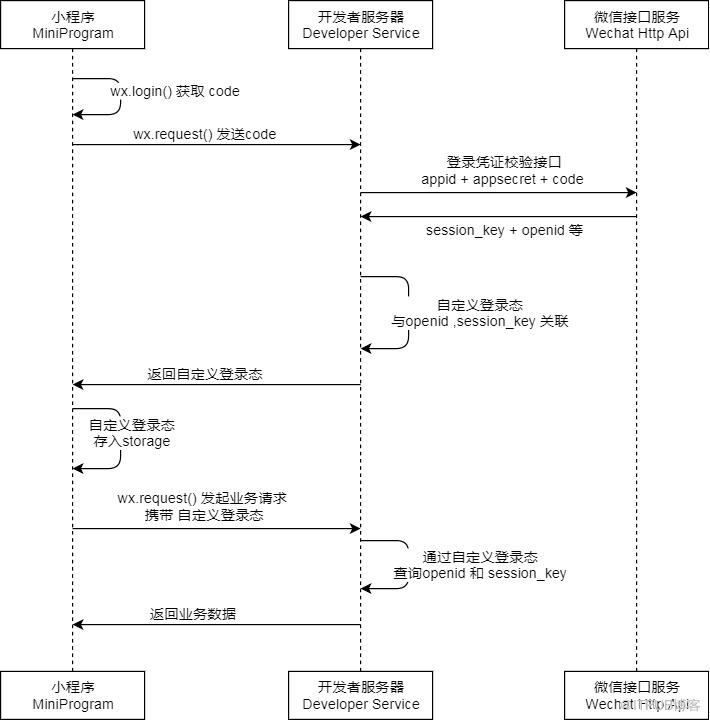 小程序
MiniProgram
开发者服务器
Developer Service
微信接口服务
Wechat Http Api
wx.login() 获取 code
wx.request() 发送code
登录凭证校验接口
appid + appsecret + code
session_key + openid 等
自定义登录态
与openid ,session_key 关联
返回自定义登录态
自定义登录态
存入storage
wx.request() 发起业务请求
携带 自定义登录态
通过自定义登录态
查询openid 和 session_key
返回业务数据
小程序
MiniProgram
开发者服务器
Developer Service
微信接口服务
Wechat Http Api